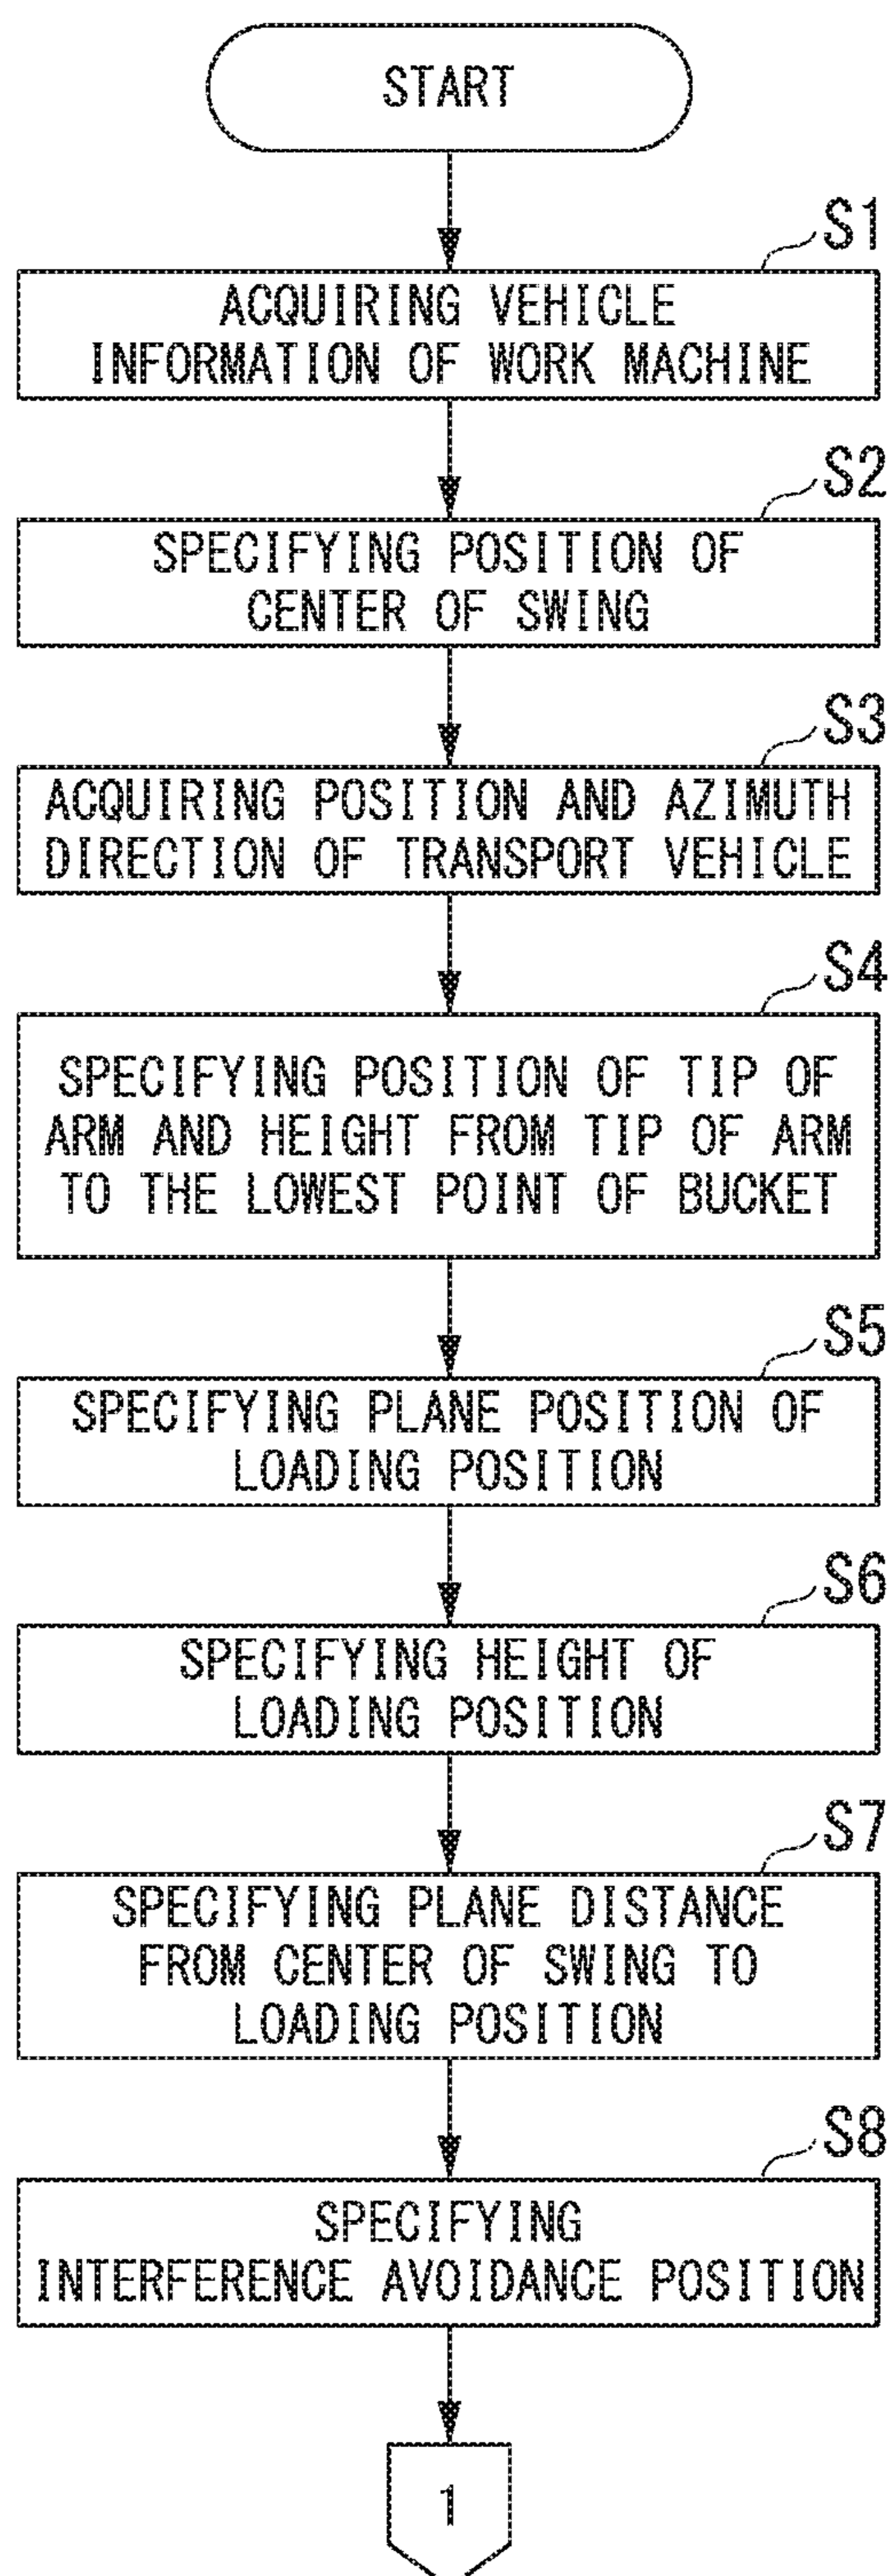 START
S1
ACQUIRING VEHICLE
INFORMATION OF WORK MACHINE
S2
SPECIFYING POSITION OF
CENTER OF SWING
S3
ACQUIRING POSITION AND AZIMUTH
DIRECTION OF TRANSPORT VEHICLE
S4
SPECIFYING POSITION OF TIP OF
ARM AND HEIGHT FROM TIP OF ARM
TO THE LOWEST POINT OF BUCKET
S5
SPECIFYING PLANE POSITION OF
LOADING POSITION
S6
SPECIFYING HEIGHT OF
LOADING POSITION
S7
SPECIFYING PLANE DISTANCE
FROM CENTER OF SWING TO
LOADING POSITION
S8
SPECIFYING
INTERFERENCE AVOIDANCE POSITION
1